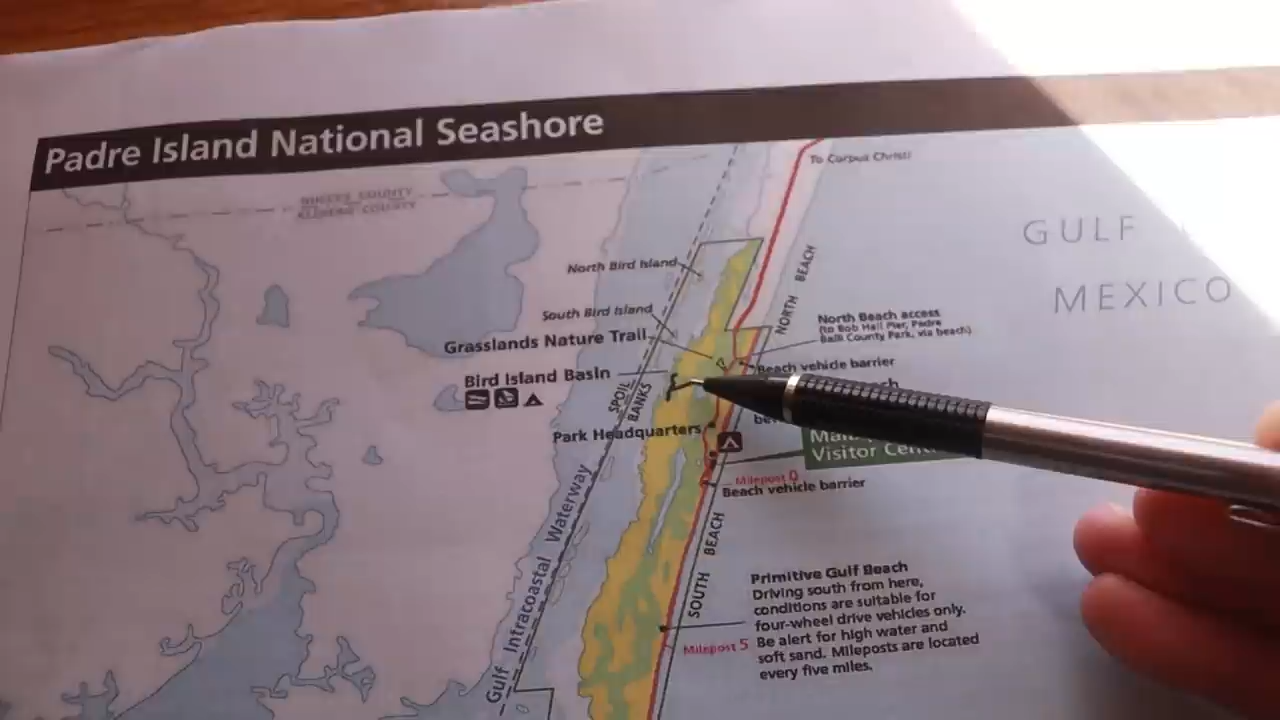 Padre Island National Seashore
To Corpus Christi
NUECES COUNTY
KLEBERG COUNTY
GULF
MEXICO
North Bird Island
NORTH BEACH
South Bird Island
North Beach access
(to Bob Hall Pier, Padre
Balli County Park, via beach)
Grasslands Nature Trail
Beach vehicle barrier
Bird Island Basin
SPOIL
BANKS
Park Headquarters
Visitor
Milepost 0
Beach vehicle barrier
Gulf Intracoastal Waterway
SOUTH BEACH
Primitive Gulf Beach
Driving south from here,
conditions are suitable for
four-wheel drive vehicles only.
Milepost 5
Be alert for high water and
soft sand. Mileposts are located
every five miles.